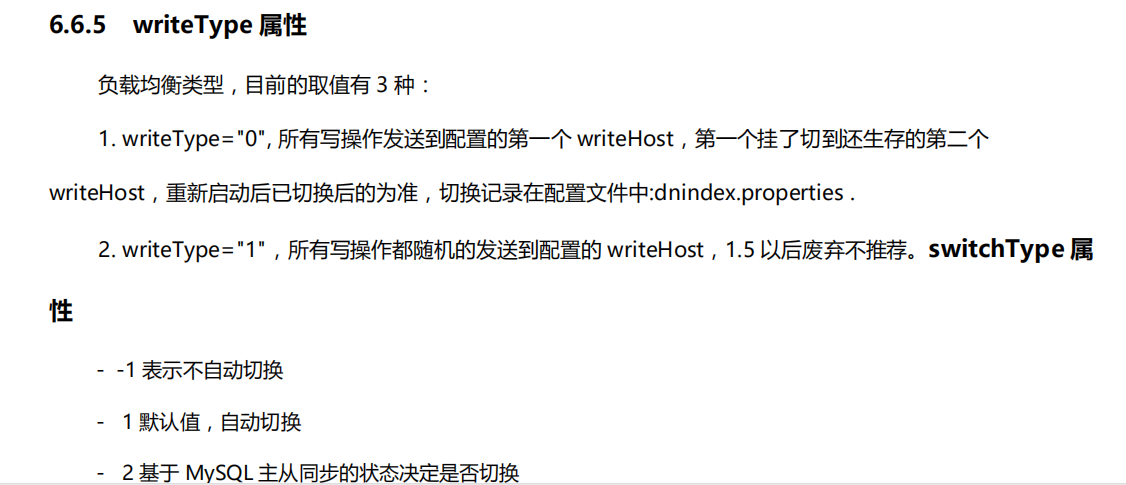 6.6.5 writeType 属性
负载均衡类型，目前的取值有 3 种：
1. writeType="0", 所有写操作发送到配置的第一个 writeHost，第一个挂了切到还生存的第二个
writeHost，重新启动后已切换后的为准，切换记录在配置文件中:dnindex.properties .
2. writeType="1"，所有写操作都随机的发送到配置的 writeHost，1.5 以后废弃不推荐。switchType 属
性
- -1 表示不自动切换
- 1 默认值，自动切换
- 2 基于 MySQL 主从同步的状态决定是否切换